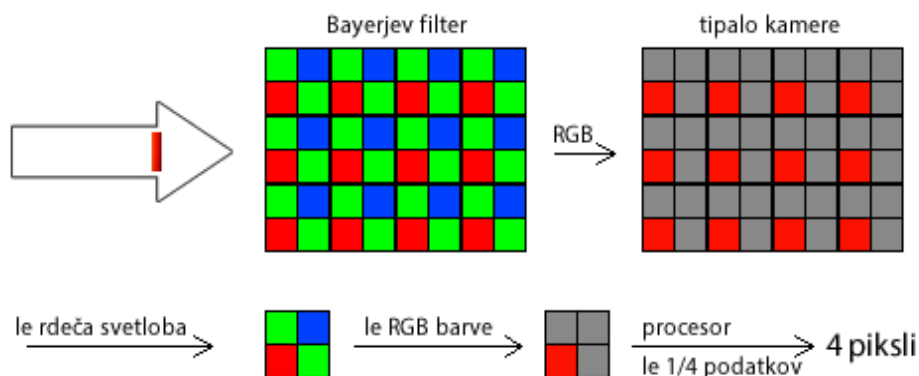 Bayerjev filter
tipalo kamere
RGB
le rdeča svetloba
le RGB barve
procesor
le 1/4 podatkov
4 piksli